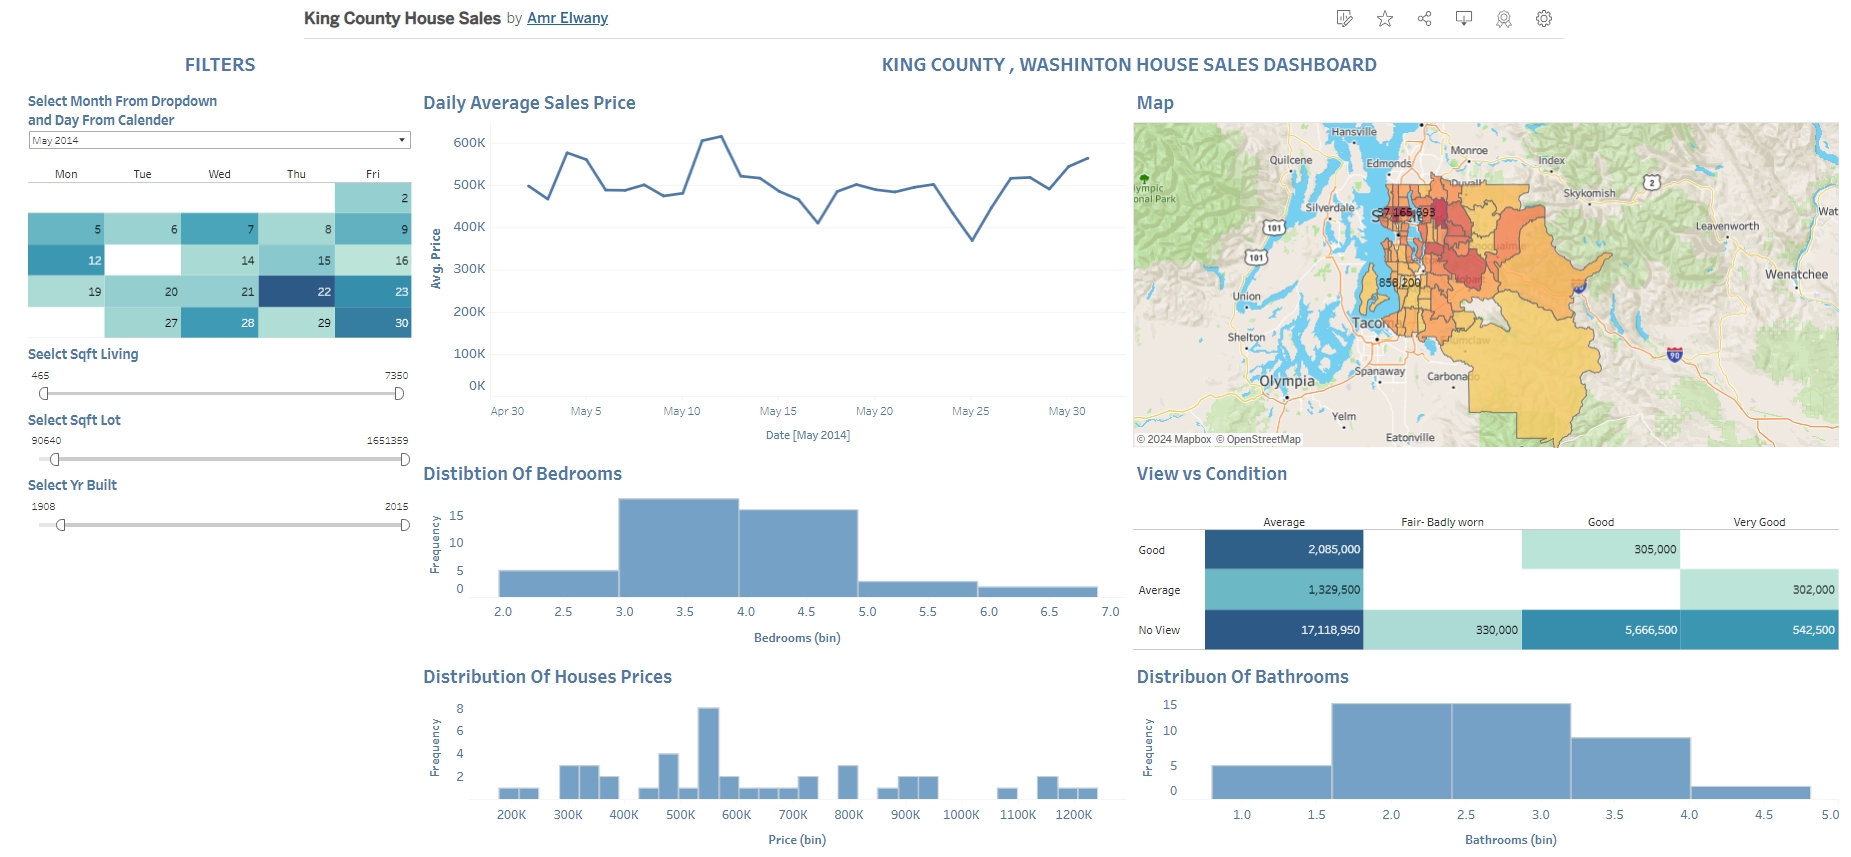 King County House Sales by Amr Elwany
FILTERS
KING COUNTY , WASHINTON HOUSE SALES DASHBOARD
Select Month From Dropdown
and Day From Calender
May 2014
Mon Tue Wed Thu Fri
2
5 6 7 8 9
12 14 15 16
19 20 21 22 23
27 28 29 30
Seelct Sqft Living
465 7350
Select Sqft Lot
90640 1651359
Select Yr Built
1908 2015
Daily Average Sales Price
600K
500K
400K
300K
200K
100K
0K
Avg. Price
Apr 30 May 5 May 10 May 15 May 20 May 25 May 30
Date [May 2014]
Map
Hansville
Monroe
Quilcene
Edmonds
Index
Duvall
Skykomish
2
Silverdale
37,165,693
Wat
101
Leavenworth
101
Wenatchee
858,200
Union
Tacoma
Shelton
90
Spanaway
Carbonado
Olympia
Yelm
Eatonville
© 2024 Mapbox © OpenStreetMap
Distibtion Of Bedrooms
15
10
5
0
Frequency
2.0 2.5 3.0 3.5 4.0 4.5 5.0 5.5 6.0 6.5 7.0
Bedrooms (bin)
View vs Condition
Average Fair- Badly worn Good Very Good
Good 2,085,000 305,000
Average 1,329,500 302,000
No View 17,118,950 330,000 5,666,500 542,500
Distribution Of Houses Prices
8
6
4
2
Frequency
200K 300K 400K 500K 600K 700K 800K 900K 1000K 1100K 1200K
Price (bin)
Distribuon Of Bathrooms
15
10
5
0
Frequency
1.0 1.5 2.0 2.5 3.0 3.5 4.0 4.5 5.0
Bathrooms (bin)